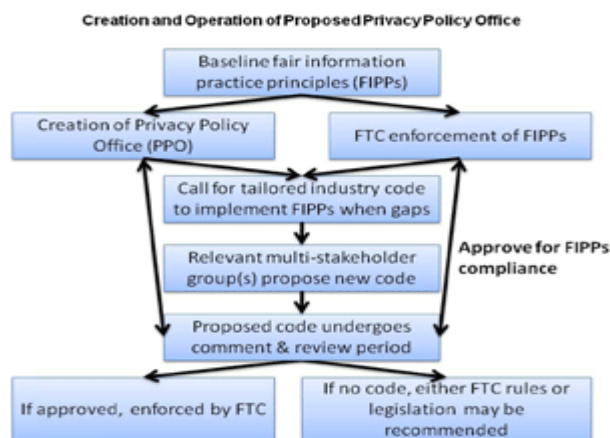 Creation and Operation of Proposed Privacy Policy Office
Baseline fair information
practice principles (FIPPs)
Creation of Privacy Policy
Office (PPO)
FTC enforcement of FIPPs
Call for tailored industry code
to implement FIPPs when gaps
Relevant multi-stakeholder
group(s) propose new code
Approve for FIPPs
compliance
Proposed code undergoes
comment & review period
If approved, enforced by FTC
If no code, either FTC rules or
legislation may be
recommended